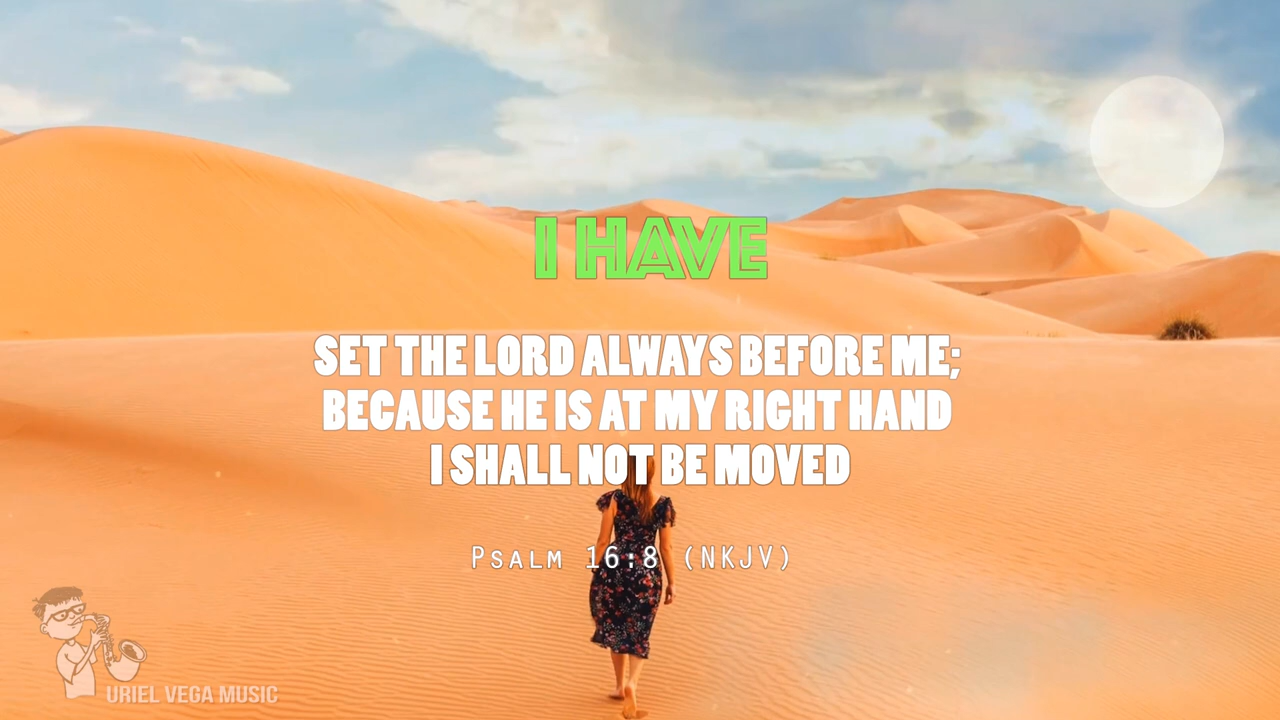 I HAVE
SET THE LORD ALWAYS BEFORE ME;
BECAUSE HE IS AT MY RIGHT HAND
I SHALL NOT BE MOVED
Psalm 16:8 (NKJV)
URIEL VEGA MUSIC